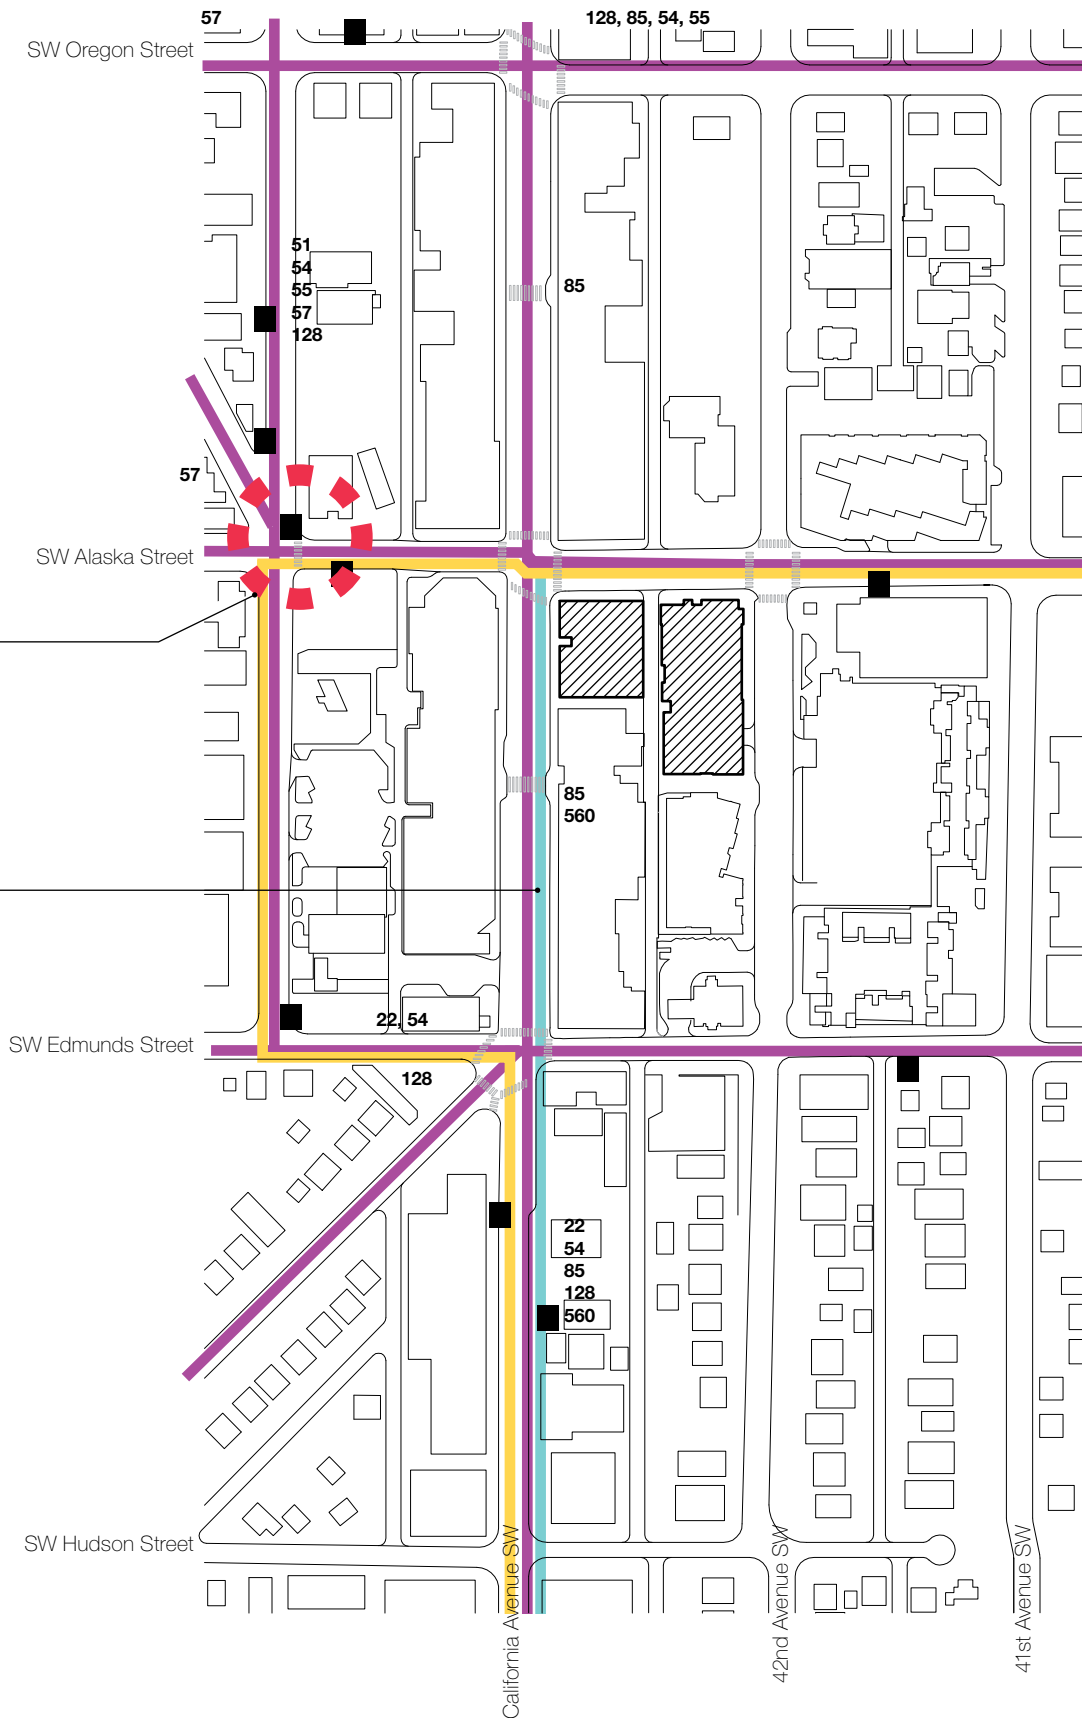 57
128, 85, 54, 55
SW Oregon Street
51
54
55
57
128
85
57
SW Alaska Street
85
560
22, 54
SW Edmunds Street
128
22
54
85
128
560
SW Hudson Street
California Avenue SW
42nd Avenue SW
41st Avenue SW